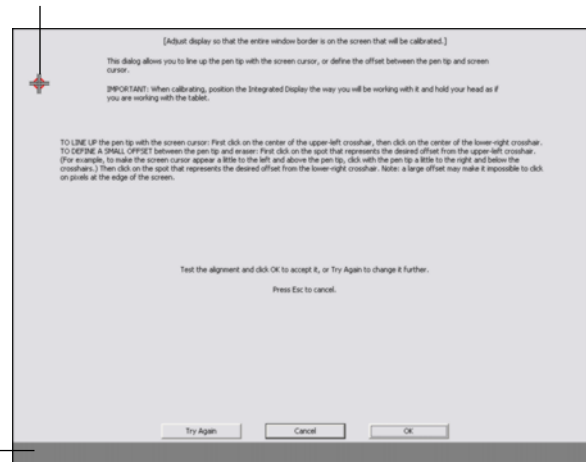 [Adjust display so that the entire window border is on the screen that will be calibrated.]
This dialog allows you to line up the pen tip with the screen cursor, or define the offset between the pen tip and screen
cursor.
IMPORTANT: When calibrating, position the Integrated Display the way you will be working with it and hold your head as if
you are working with the tablet.
TO LINE UP the pen tip with the screen cursor: First click on the center of the upper-left crosshair, then click on the center of the lower-right crosshair.
TO DEFINE A SMALL OFFSET between the pen tip and eraser: First click on the spot that represents the desired offset from the upper-left crosshair.
(For example, to make the screen cursor appear a little to the left and above the pen tip, click with the pen tip a little to the right and below the
crosshairs.) Then click on the spot that represents the desired offset from the lower-right crosshair. Note: a large offset may make it impossible to click
on pixels at the edge of the screen.
Test the alignment and click OK to accept it, or Try Again to change it further.
Press Esc to cancel.
Try Again Cancel OK